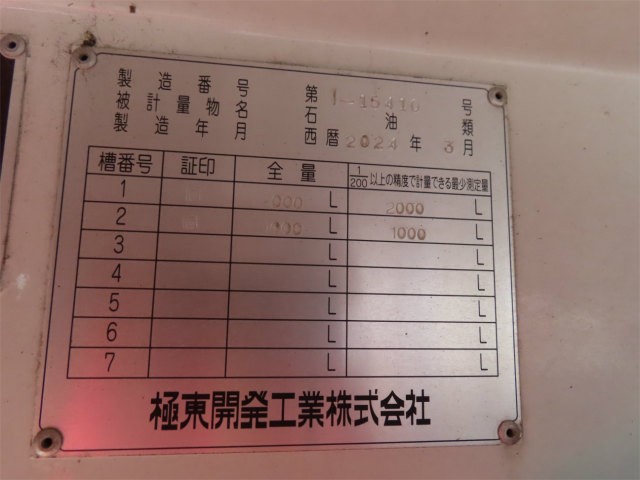 製造番号 第1-15410号
被計量物名 石油類
製造年月 西暦2024年3月
槽番号 証印 全量 1/200以上の精度で計量できる最少測定量
1 L 2000 L
2 L 1000 L
3 L L
4 L L
5 L L
6 L L
7 L L
極東開発工業株式会社